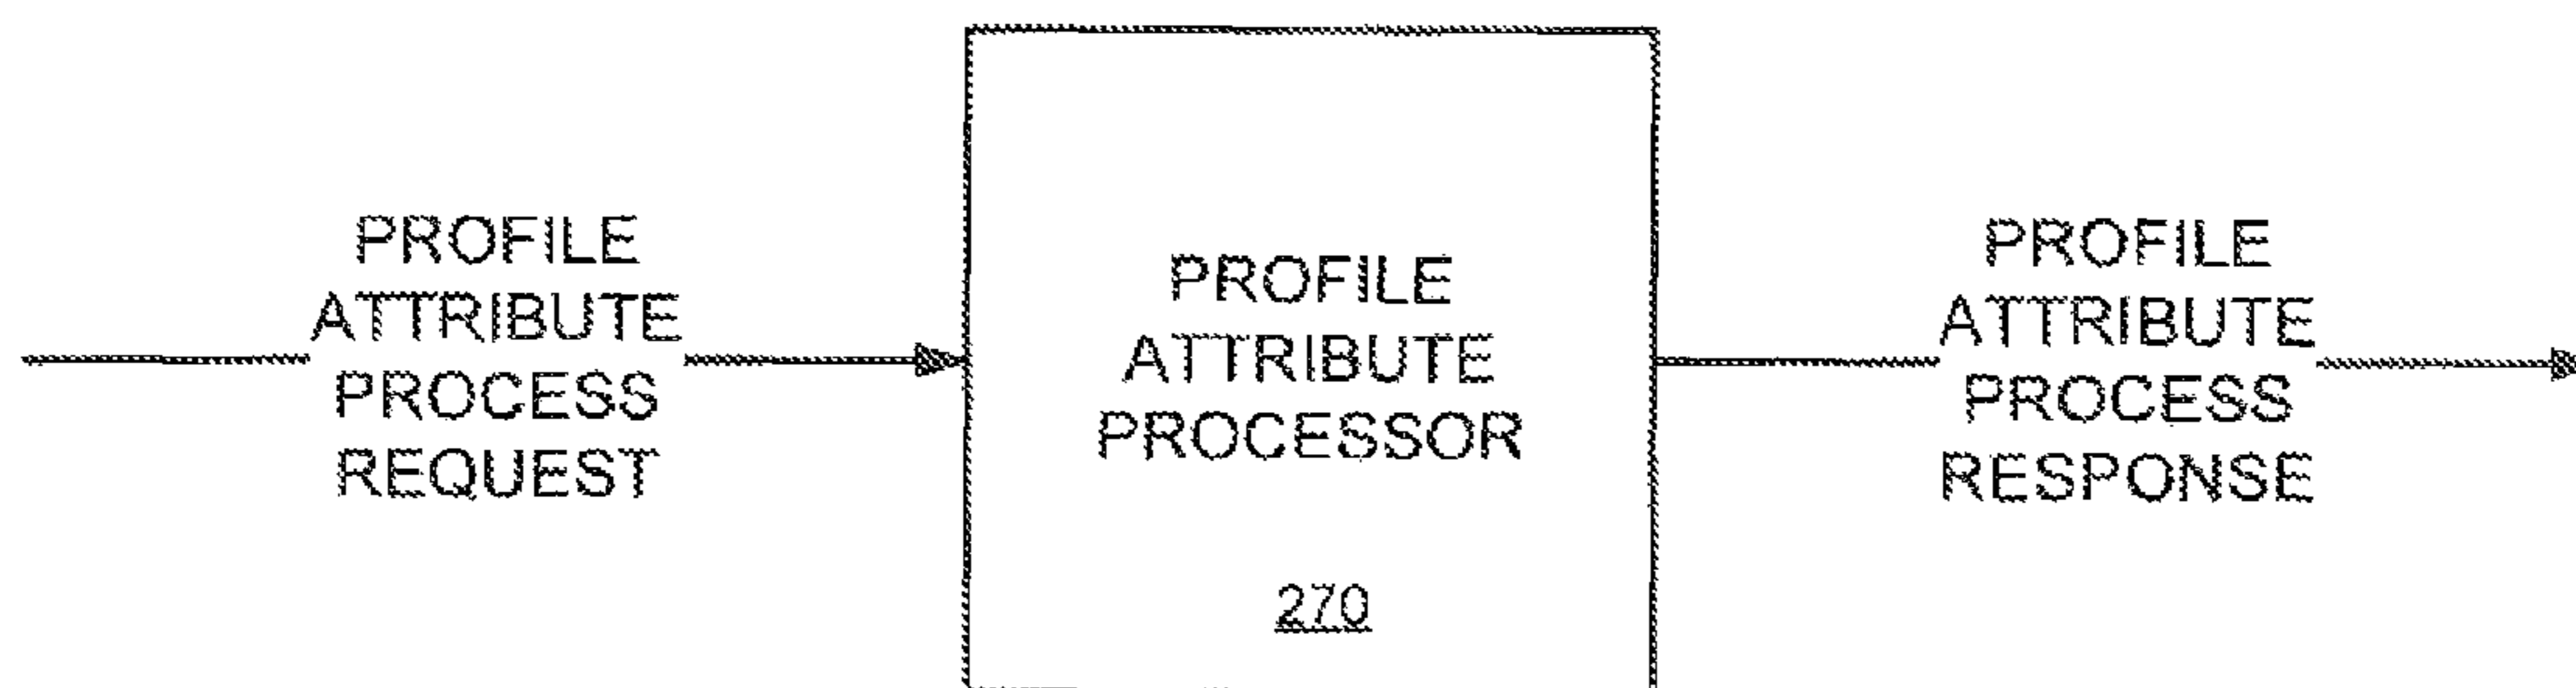 PROFILE
ATTRIBUTE
PROCESS
REQUEST
PROFILE
ATTRIBUTE
PROCESSOR
270
PROFILE
ATTRIBUTE
PROCESS
RESPONSE